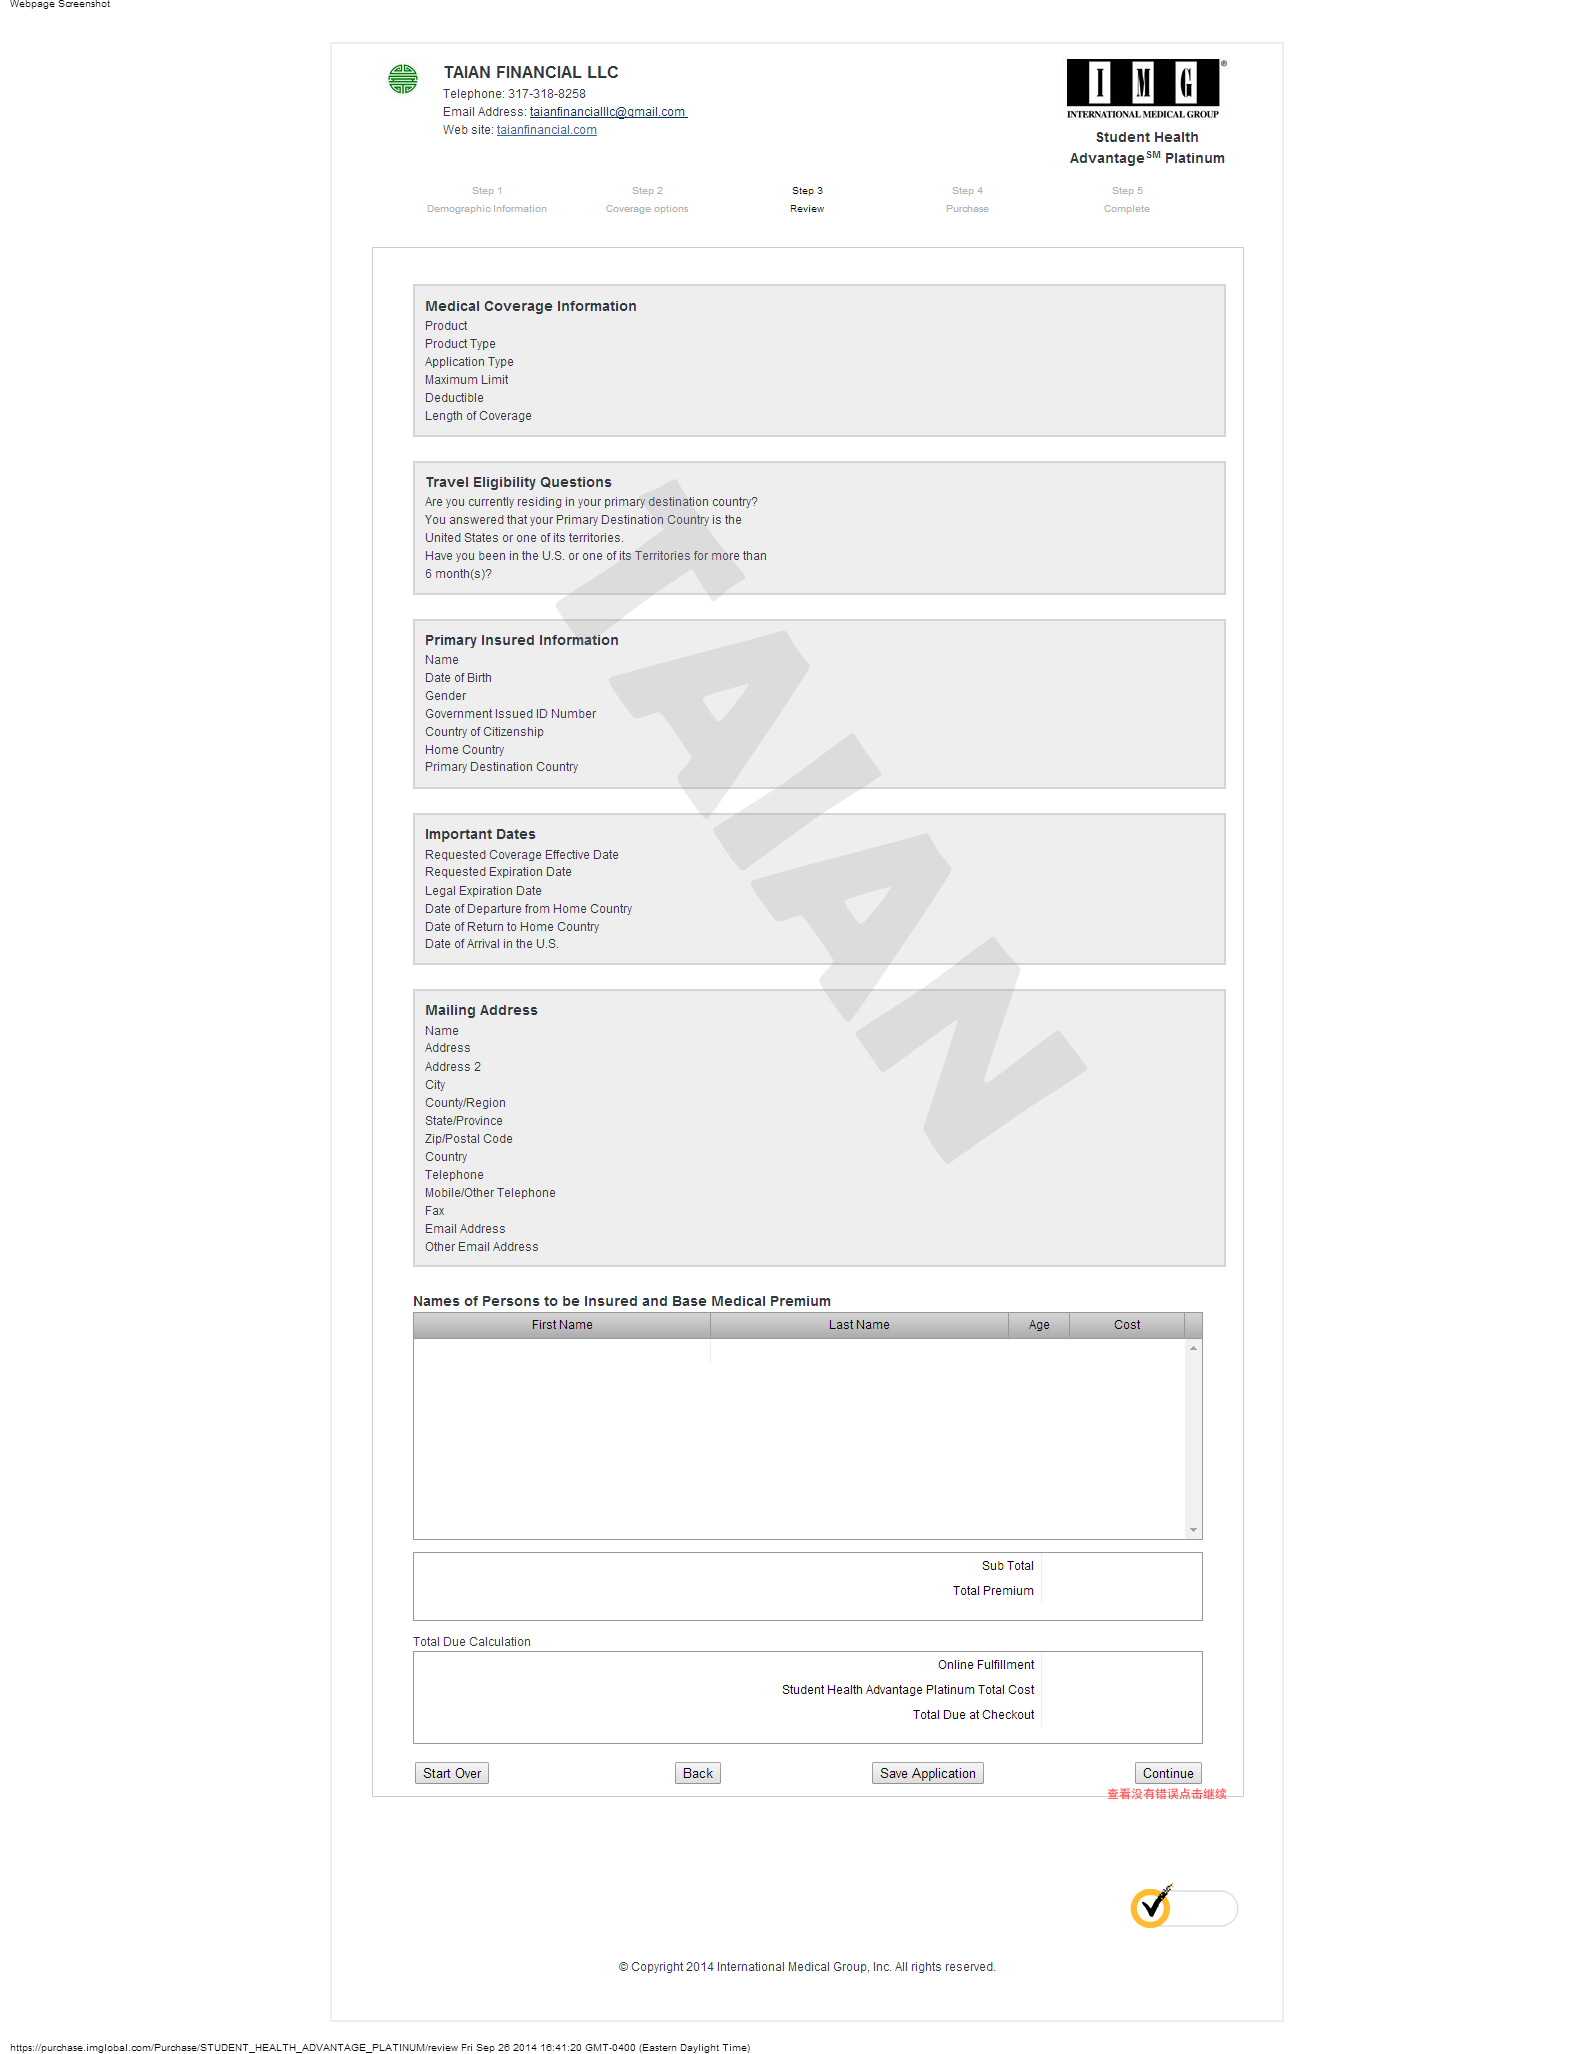 Webpage Screenshot
TAIAN FINANCIAL LLC
Telephone: 317-318-8258
Email Address: taianfinancialllc@gmail.com
Web site: taianfinancial.com
I M G ®
INTERNATIONAL MEDICAL GROUP
Student Health
Advantage℠ Platinum
Step 1 Step 2 Step 3 Step 4 Step 5
Demographic Information Coverage options Review Purchase Complete
Medical Coverage Information
Product
Product Type
Application Type
Maximum Limit
Deductible
Length of Coverage
Travel Eligibility Questions
Are you currently residing in your primary destination country?
You answered that your Primary Destination Country is the
United States or one of its territories.
Have you been in the U.S. or one of its Territories for more than
6 month(s)?
Primary Insured Information
Name
Date of Birth
Gender
Government Issued ID Number
Country of Citizenship
Home Country
Primary Destination Country
Important Dates
Requested Coverage Effective Date
Requested Expiration Date
Legal Expiration Date
Date of Departure from Home Country
Date of Return to Home Country
Date of Arrival in the U.S.
Mailing Address
Name
Address
Address 2
City
County/Region
State/Province
Zip/Postal Code
Country
Telephone
Mobile/Other Telephone
Fax
Email Address
Other Email Address
TAIAN
Names of Persons to be Insured and Base Medical Premium
First Name Last Name Age Cost
Sub Total
Total Premium
Total Due Calculation
Online Fulfillment
Student Health Advantage Platinum Total Cost
Total Due at Checkout
Start Over Back Save Application Continue
查看没有错误点击继续
© Copyright 2014 International Medical Group, Inc. All rights reserved.
https://purchase.imglobal.com/Purchase/STUDENT_HEALTH_ADVANTAGE_PLATINUM/review Fri Sep 26 2014 16:41:20 GMT-0400 (Eastern Daylight Time)